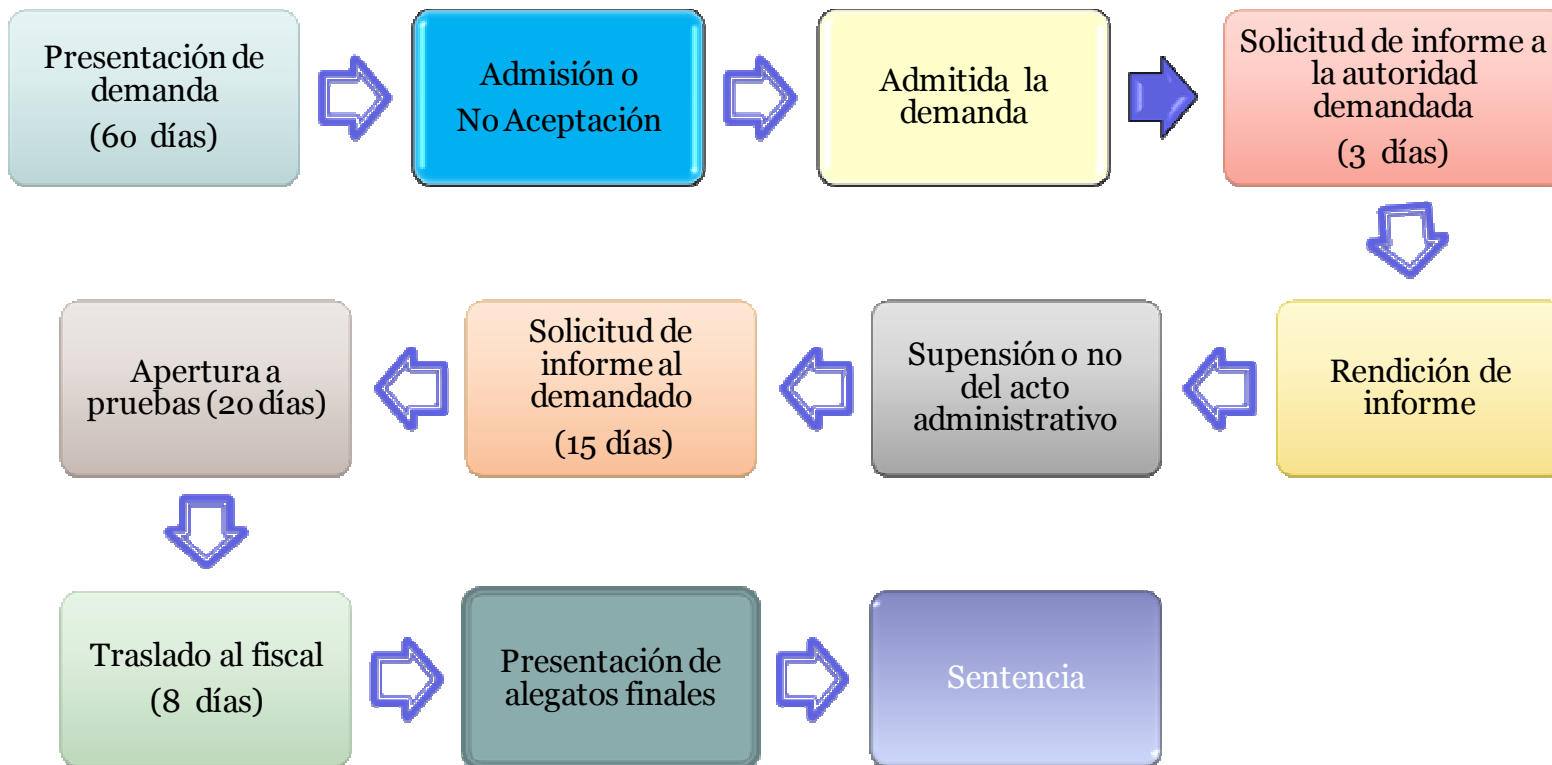 Presentación de
demanda
(60 días)
Admisión o
No Aceptación
Admitida la
demanda
Solicitud de informe a
la autoridad
demandada
(3 días)
Rendición de
informe
Supensión o no
del acto
administrativo
Solicitud de
informe al
demandado
(15 días)
Apertura a
pruebas (20 días)
Traslado al fiscal
(8 días)
Presentación de
alegatos finales
Sentencia